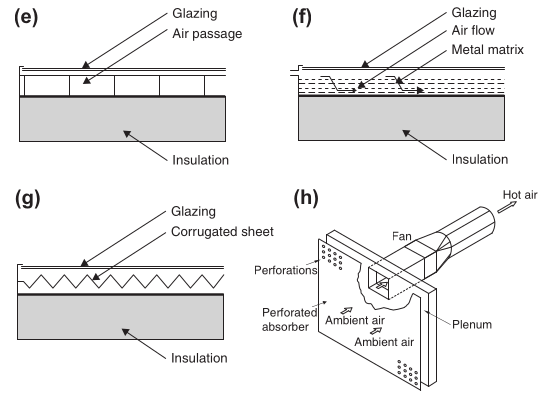 (e)
Glazing
Air passage
Insulation
(f)
Glazing
Air flow
Metal matrix
Insulation
(g)
Glazing
Corrugated sheet
Insulation
(h)
Hot air
Fan
Perforations
Perforated
absorber
Ambient air
Ambient air
Plenum